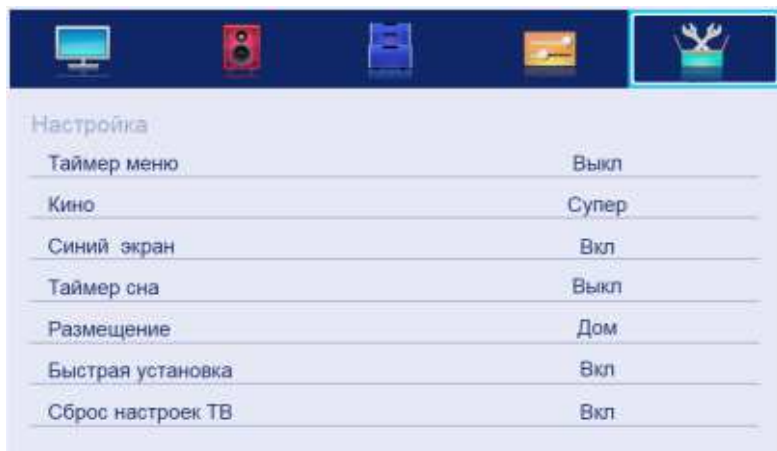 Настройка
Таймер меню Выкл
Кино Супер
Синий экран Вкл
Таймер сна Выкл
Размещение Дом
Быстрая установка Вкл
Сброс настроек ТВ Вкл